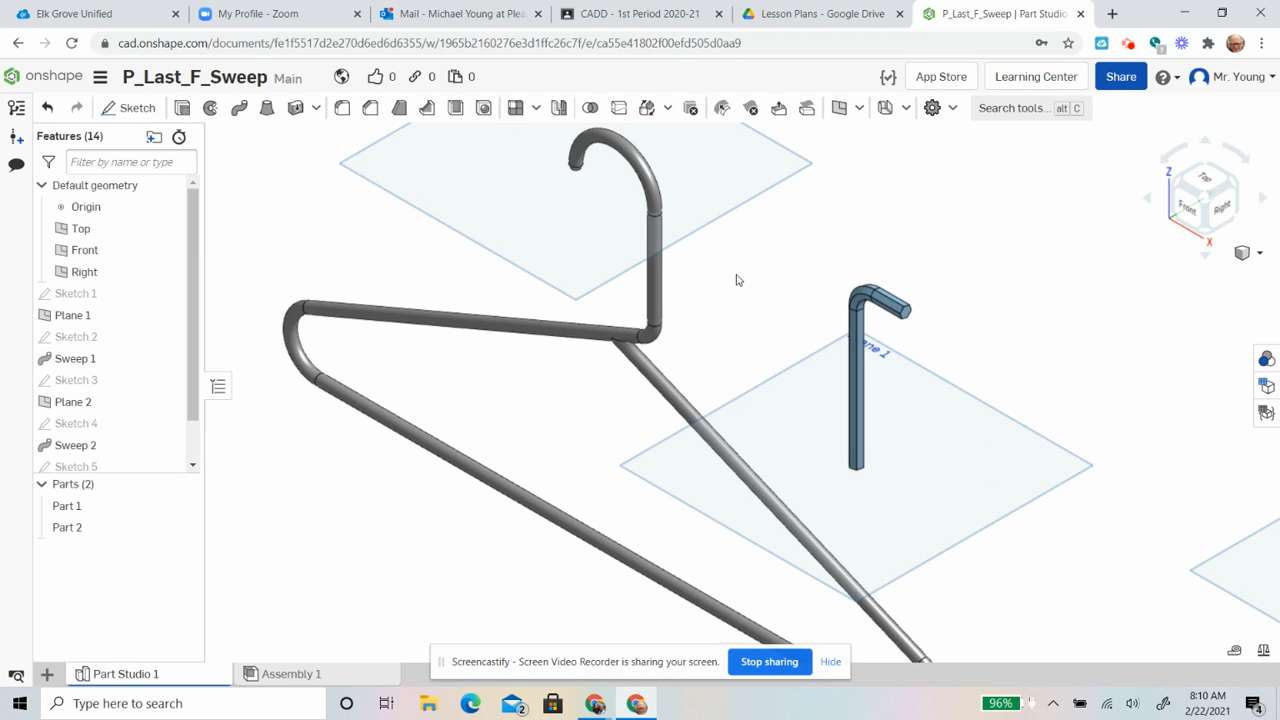 Elk Grove Unified
My Profile - Zoom
Mail - Michael Young at Plea
CADD - 1st Period 2020-21
Lesson Plans - Google Drive
P_Last_F_Sweep | Part Studio
cad.onshape.com/documents/fe1f5517d2e270d6ed6d6355/w/1965b2160276e3d1ffc26c7f/e/ca55e41802f00efd505d0aa9
onshape
P_Last_F_Sweep Main
0
0
0
App Store
Learning Center
Share
Mr. Young
Sketch
Search tools... alt C
Features (14)
Filter by name or type
Default geometry
Origin
Top
Front
Right
Sketch 1
Plane 1
Sketch 2
Sweep 1
Sketch 3
Plane 2
Sketch 4
Sweep 2
Sketch 5
Parts (2)
Part 1
Part 2
Z
Top
Front
Right
X
Screencastify - Screen Video Recorder is sharing your screen.
Stop sharing
Hide
Part Studio 1
Assembly 1
Type here to search
2
96%
8:10 AM
2/22/2021
4